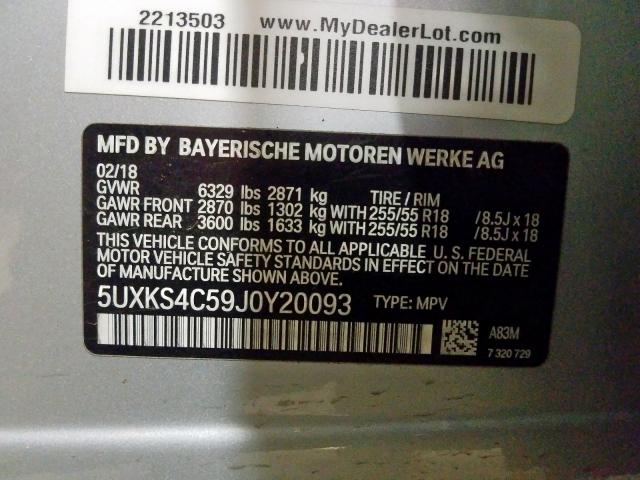 2213503 www.MyDealerLot.com
MFD BY BAYERISCHE MOTOREN WERKE AG
02/18
GVWR 6329 lbs 2871 kg TIRE / RIM
GAWR FRONT 2870 lbs 1302 kg WITH 255/55 R18 /8.5J x 18
GAWR REAR 3600 lbs 1633 kg WITH 255/55 R18 /8.5J x 18
THIS VEHICLE CONFORMS TO ALL APPLICABLE U. S. FEDERAL
MOTOR VEHICLE SAFETY STANDARDS IN EFFECT ON THE DATE OF
MANUFACTURE SHOWN ABOVE.
5UXKS4C59J0Y20093 TYPE: MPV
A83M
7 320 729